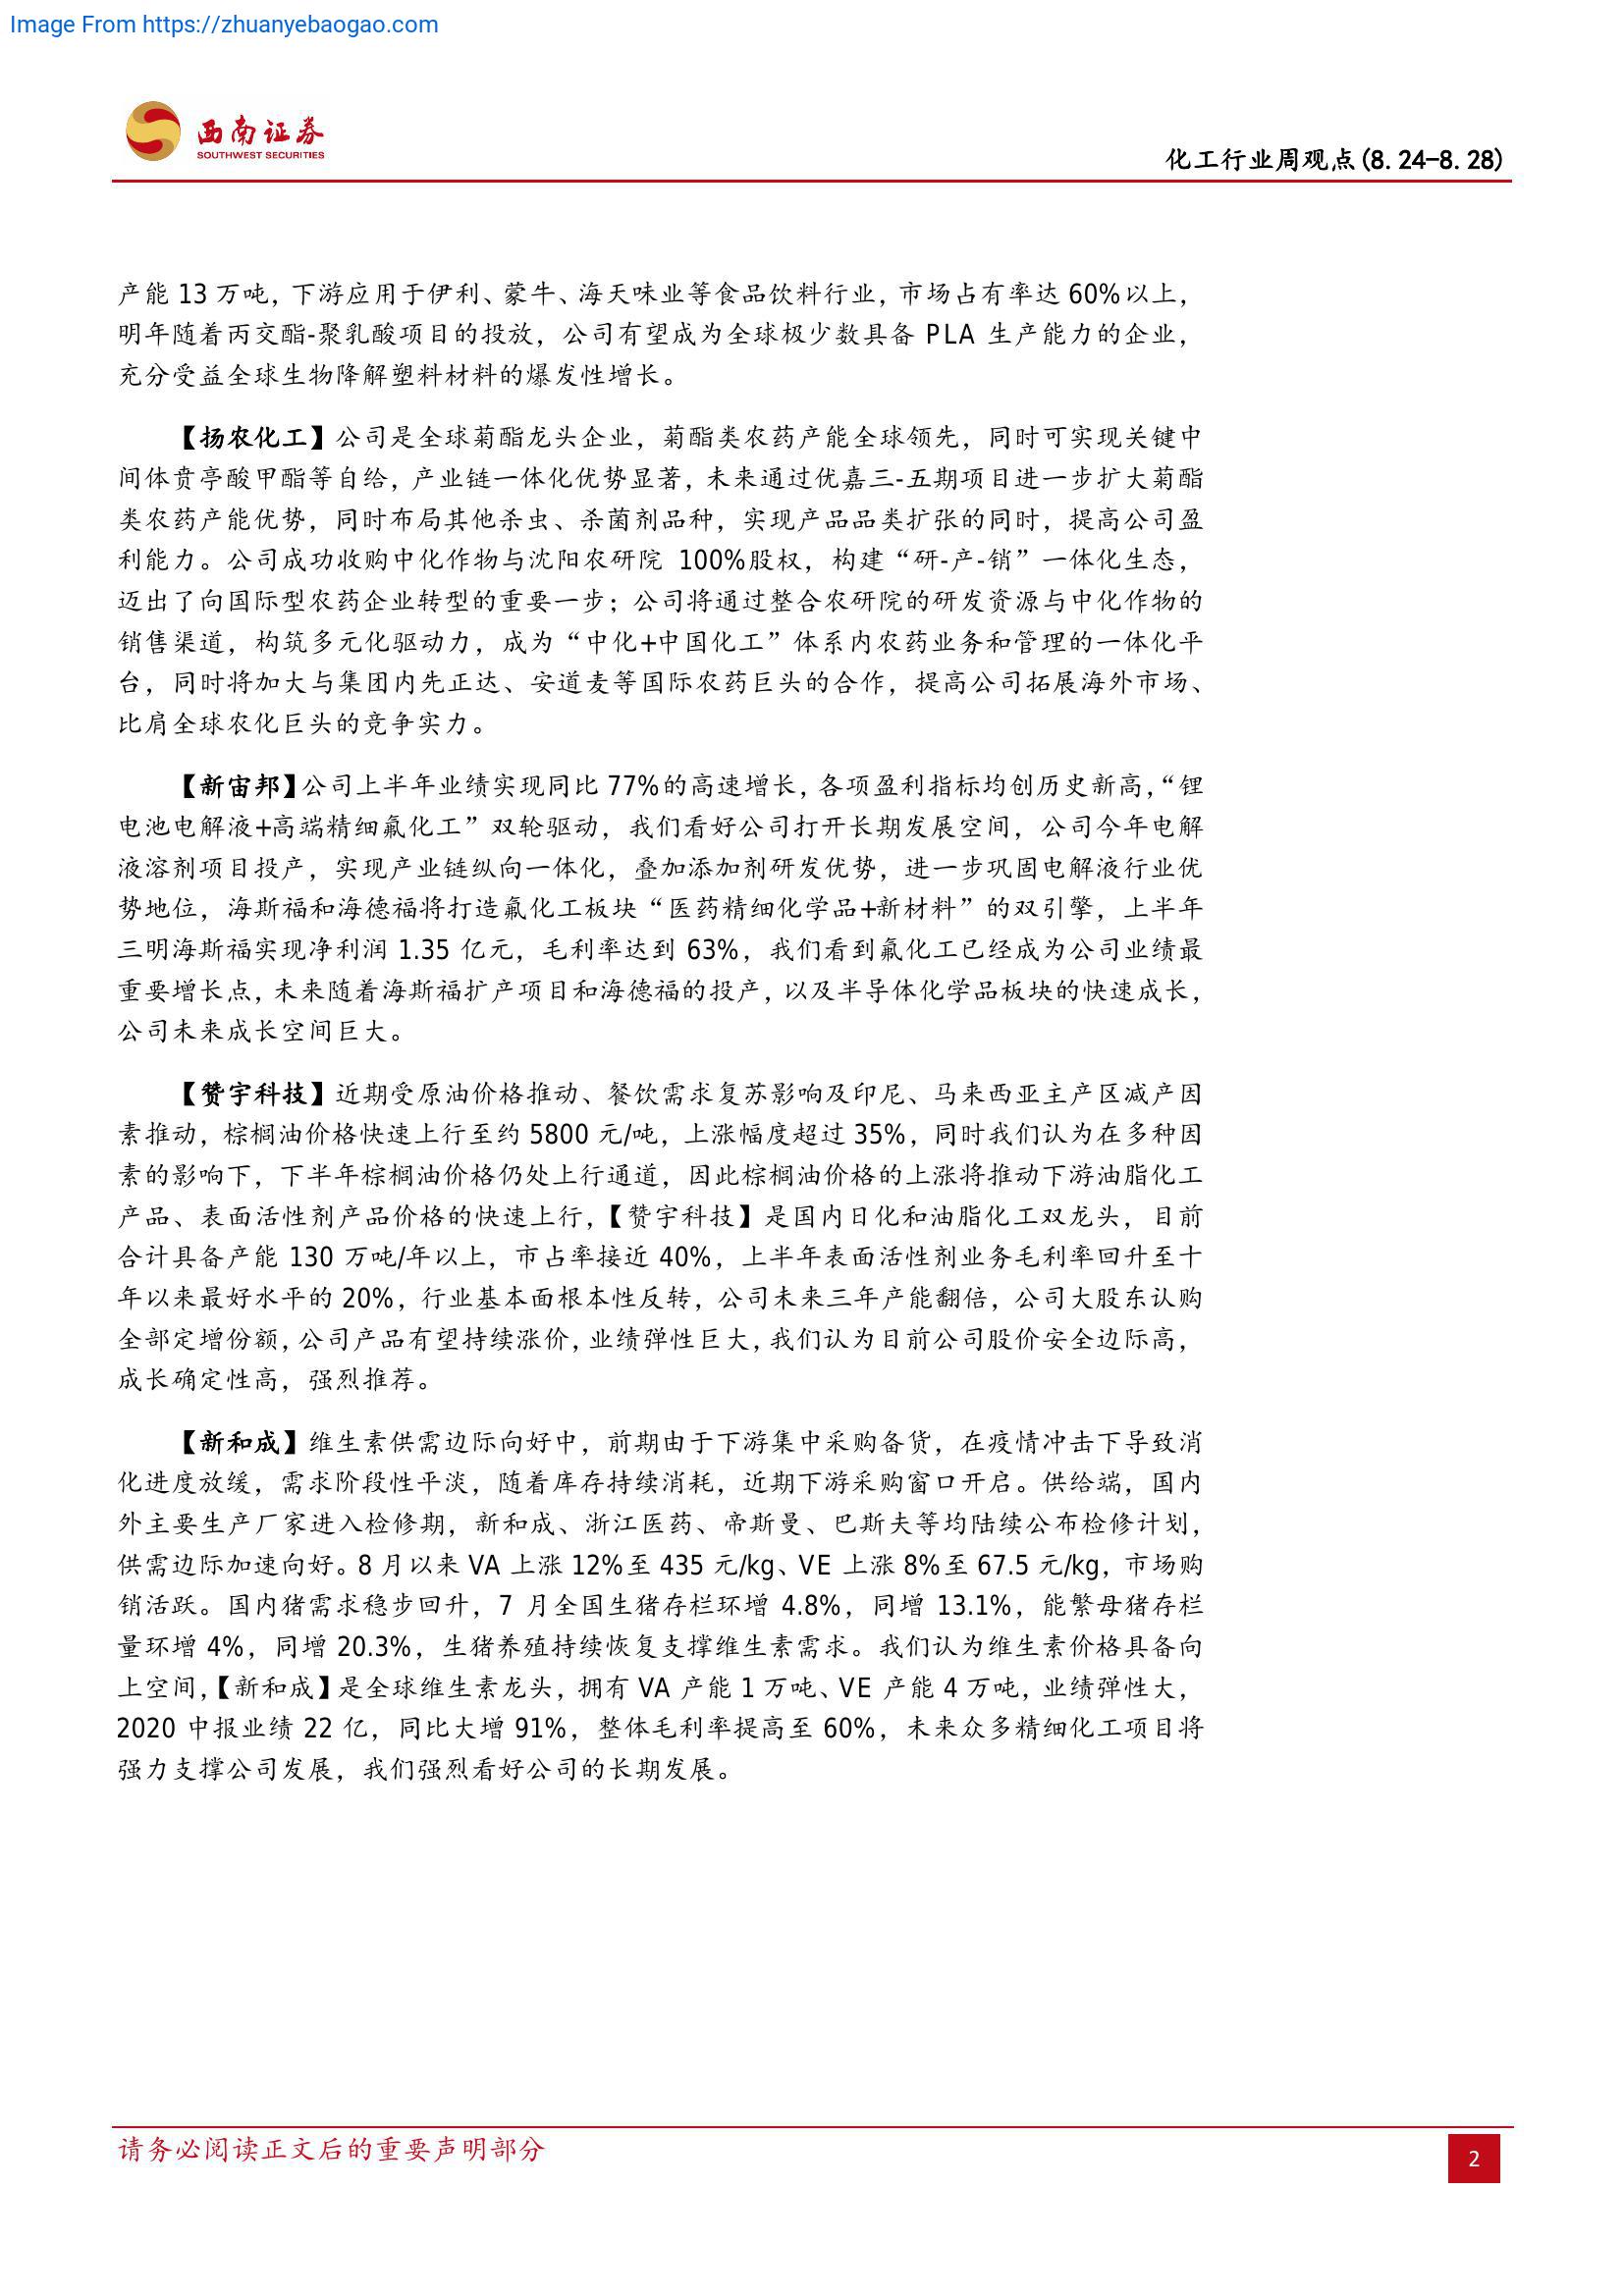 Image From https://zhuanyebaogao.com
西南证券
SOUTHWEST SECURITIES
化工行业周观点(8.24-8.28)
产能 13 万吨，下游应用于伊利、蒙牛、海天味业等食品饮料行业，市场占有率达 60%以上，
明年随着丙交酯-聚乳酸项目的投放，公司有望成为全球极少数具备 PLA 生产能力的企业，
充分受益全球生物降解塑料材料的爆发性增长。
【扬农化工】公司是全球菊酯龙头企业，菊酯类农药产能全球领先，同时可实现关键中
间体贲亭酸甲酯等自给，产业链一体化优势显著，未来通过优嘉三-五期项目进一步扩大菊酯
类农药产能优势，同时布局其他杀虫、杀菌剂品种，实现产品品类扩张的同时，提高公司盈
利能力。公司成功收购中化作物与沈阳农研院 100%股权，构建“研-产-销”一体化生态，
迈出了向国际型农药企业转型的重要一步；公司将通过整合农研院的研发资源与中化作物的
销售渠道，构筑多元化驱动力，成为“中化+中国化工”体系内农药业务和管理的一体化平
台，同时将加大与集团内先正达、安道麦等国际农药巨头的合作，提高公司拓展海外市场、
比肩全球农化巨头的竞争实力。
【新宙邦】公司上半年业绩实现同比 77%的高速增长，各项盈利指标均创历史新高，“锂
电池电解液+高端精细氟化工”双轮驱动，我们看好公司打开长期发展空间，公司今年电解
液溶剂项目投产，实现产业链纵向一体化，叠加添加剂研发优势，进一步巩固电解液行业优
势地位，海斯福和海德福将打造氟化工板块“医药精细化学品+新材料”的双引擎，上半年
三明海斯福实现净利润 1.35 亿元，毛利率达到 63%，我们看到氟化工已经成为公司业绩最
重要增长点，未来随着海斯福扩产项目和海德福的投产，以及半导体化学品板块的快速成长，
公司未来成长空间巨大。
【赞宇科技】近期受原油价格推动、餐饮需求复苏影响及印尼、马来西亚主产区减产因
素推动，棕榈油价格快速上行至约 5800 元/吨，上涨幅度超过 35%，同时我们认为在多种因
素的影响下，下半年棕榈油价格仍处上行通道，因此棕榈油价格的上涨将推动下游油脂化工
产品、表面活性剂产品价格的快速上行，【赞宇科技】是国内日化和油脂化工双龙头，目前
合计具备产能 130 万吨/年以上，市占率接近 40%，上半年表面活性剂业务毛利率回升至十
年以来最好水平的 20%，行业基本面根本性反转，公司未来三年产能翻倍，公司大股东认购
全部定增份额，公司产品有望持续涨价，业绩弹性巨大，我们认为目前公司股价安全边际高，
成长确定性高，强烈推荐。
【新和成】维生素供需边际向好中，前期由于下游集中采购备货，在疫情冲击下导致消
化进度放缓，需求阶段性平淡，随着库存持续消耗，近期下游采购窗口开启。供给端，国内
外主要生产厂家进入检修期，新和成、浙江医药、帝斯曼、巴斯夫等均陆续公布检修计划，
供需边际加速向好。8 月以来 VA 上涨 12%至 435 元/kg、VE 上涨 8%至 67.5 元/kg，市场购
销活跃。国内猪需求稳步回升，7 月全国生猪存栏环增 4.8%，同增 13.1%，能繁母猪存栏
量环增 4%，同增 20.3%，生猪养殖持续恢复支撑维生素需求。我们认为维生素价格具备向
上空间，【新和成】是全球维生素龙头，拥有 VA 产能 1 万吨、VE 产能 4 万吨，业绩弹性大，
2020 中报业绩 22 亿，同比大增 91%，整体毛利率提高至 60%，未来众多精细化工项目将
强力支撑公司发展，我们强烈看好公司的长期发展。
请务必阅读正文后的重要声明部分
2